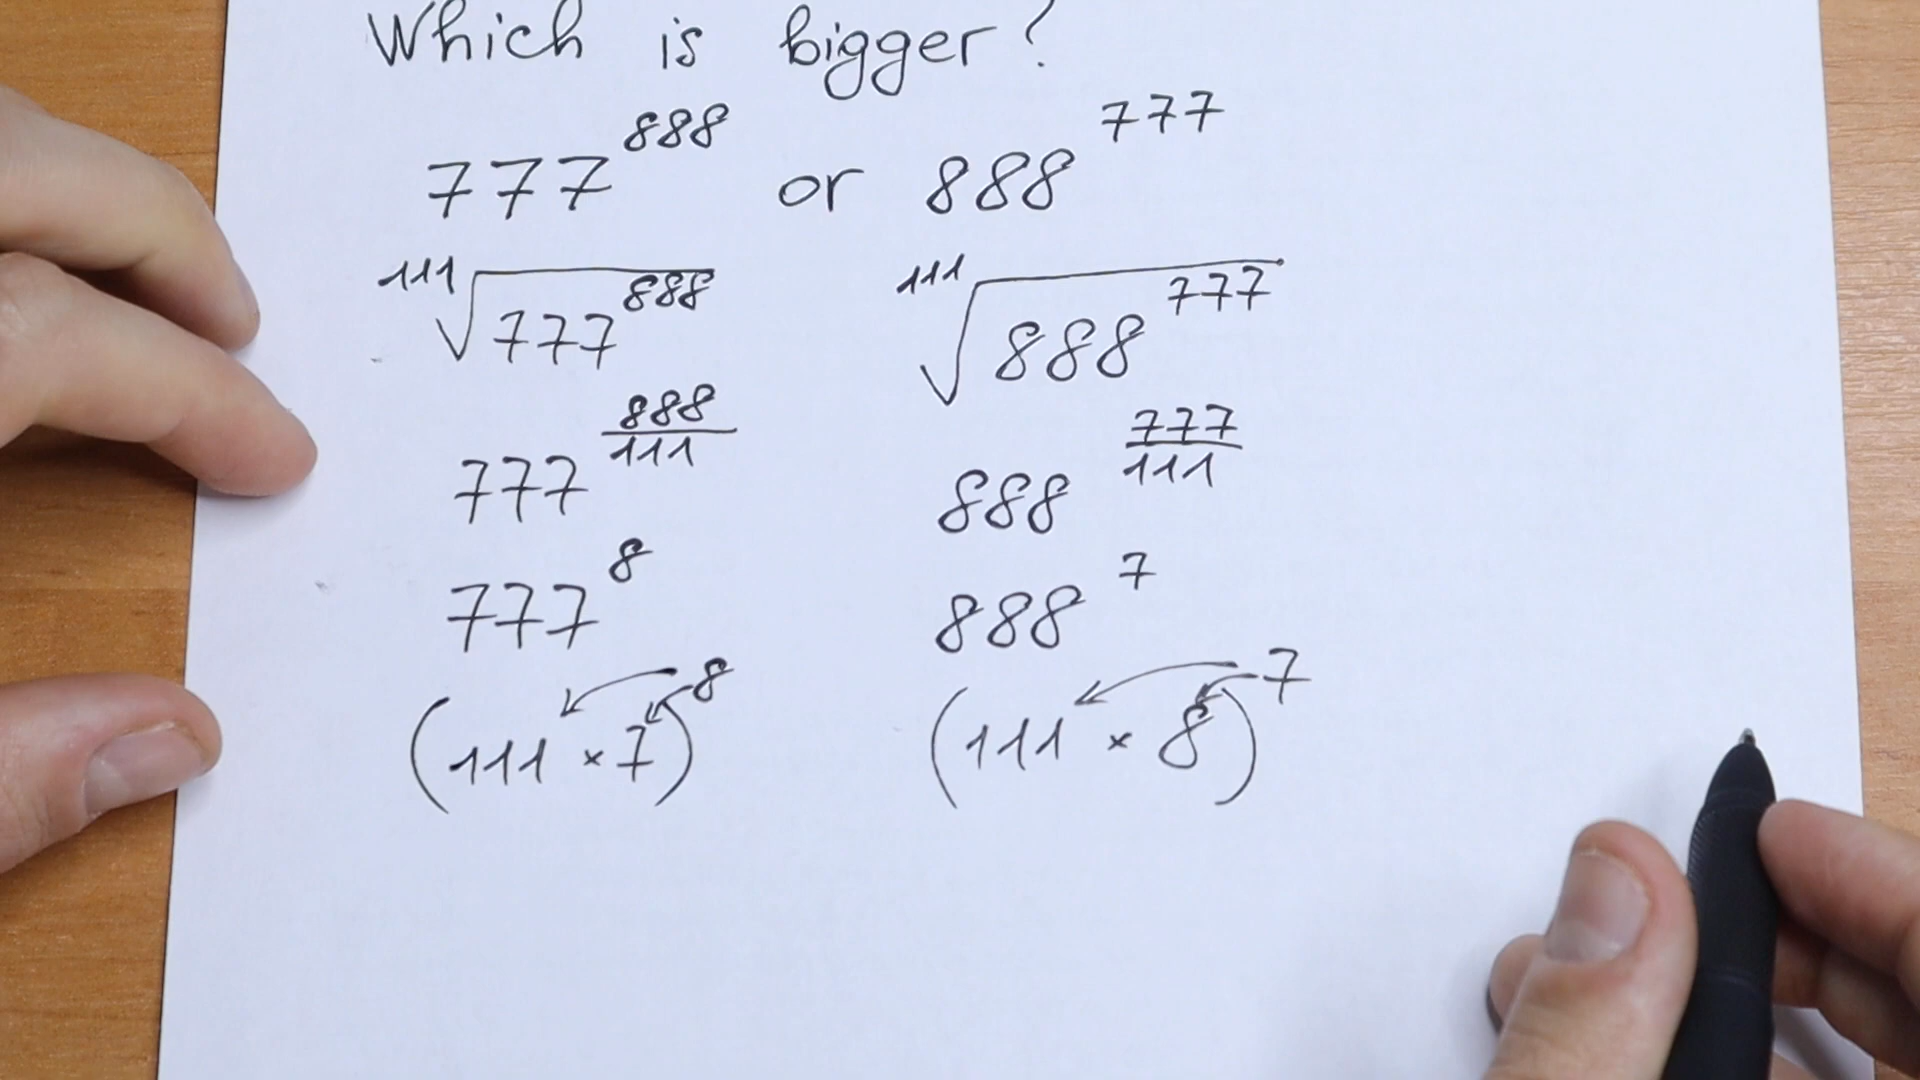 Which is bigger?
777^888 or 888^777
¹¹¹√777^888 ¹¹¹√888^777
777^(888/111) 888^(777/111)
777^8 888^7
(111 × 7)^8 (111 × 8)^7